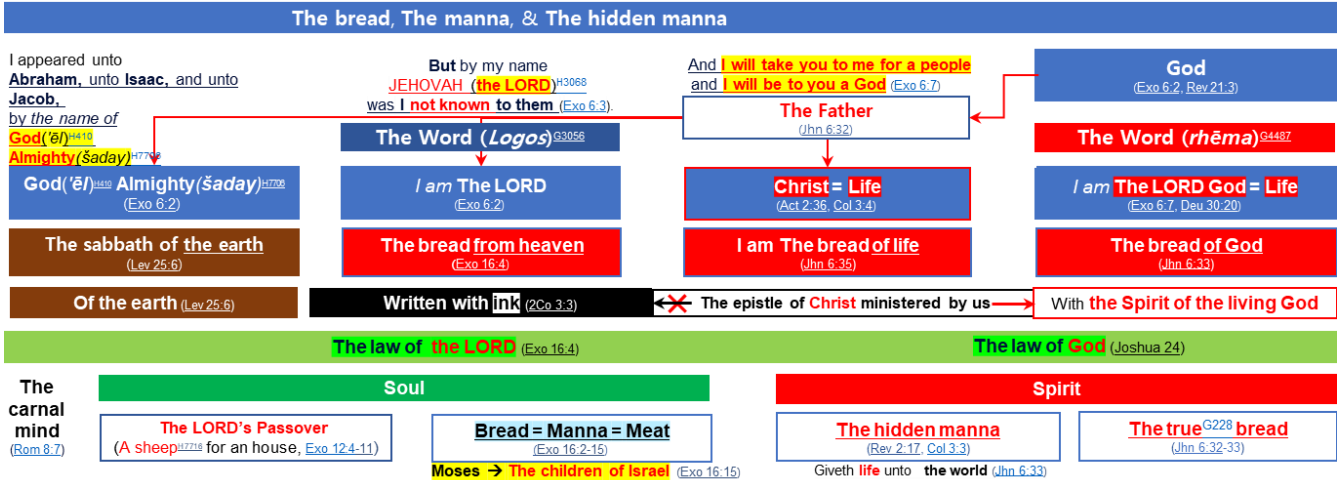 The bread, The manna, & The hidden manna
I appeared unto
Abraham, unto Isaac, and unto
Jacob,
by the name of
God('ēl)H410
Almighty(šaday)H7706
But by my name
JEHOVAH (the LORD)H3068
was I not known to them (Exo 6:3).
And I will take you to me for a people
and I will be to you a God (Exo 6:7)
God
(Exo 6:2, Rev 21:3)
The Father
(Jhn 6:32)
The Word (Logos)G3056
The Word (rhēma)G4487
God('ēl)H410 Almighty(šaday)H7706
(Exo 6:2)
I am The LORD
(Exo 6:2)
Christ = Life
(Act 2:36, Col 3:4)
I am The LORD God = Life
(Exo 6:7, Deu 30:20)
The sabbath of the earth
(Lev 25:6)
The bread from heaven
(Exo 16:4)
I am The bread of life
(Jhn 6:35)
The bread of God
(Jhn 6:33)
Of the earth (Lev 25:6)
Written with ink (2Co 3:3)
The epistle of Christ ministered by us
With the Spirit of the living God
The law of the LORD (Exo 16:4)
The law of God (Joshua 24)
The
carnal
mind
(Rom 8:7)
Soul
Spirit
The LORD's Passover
(A sheepH7716 for an house, Exo 12:4-11)
Bread = Manna = Meat
(Exo 16:2-15)
Moses → The children of Israel (Exo 16:15)
The hidden manna
(Rev 2:17, Col 3:3)
Giveth life unto the world (Jhn 6:33)
The trueG228 bread
(Jhn 6:32-33)